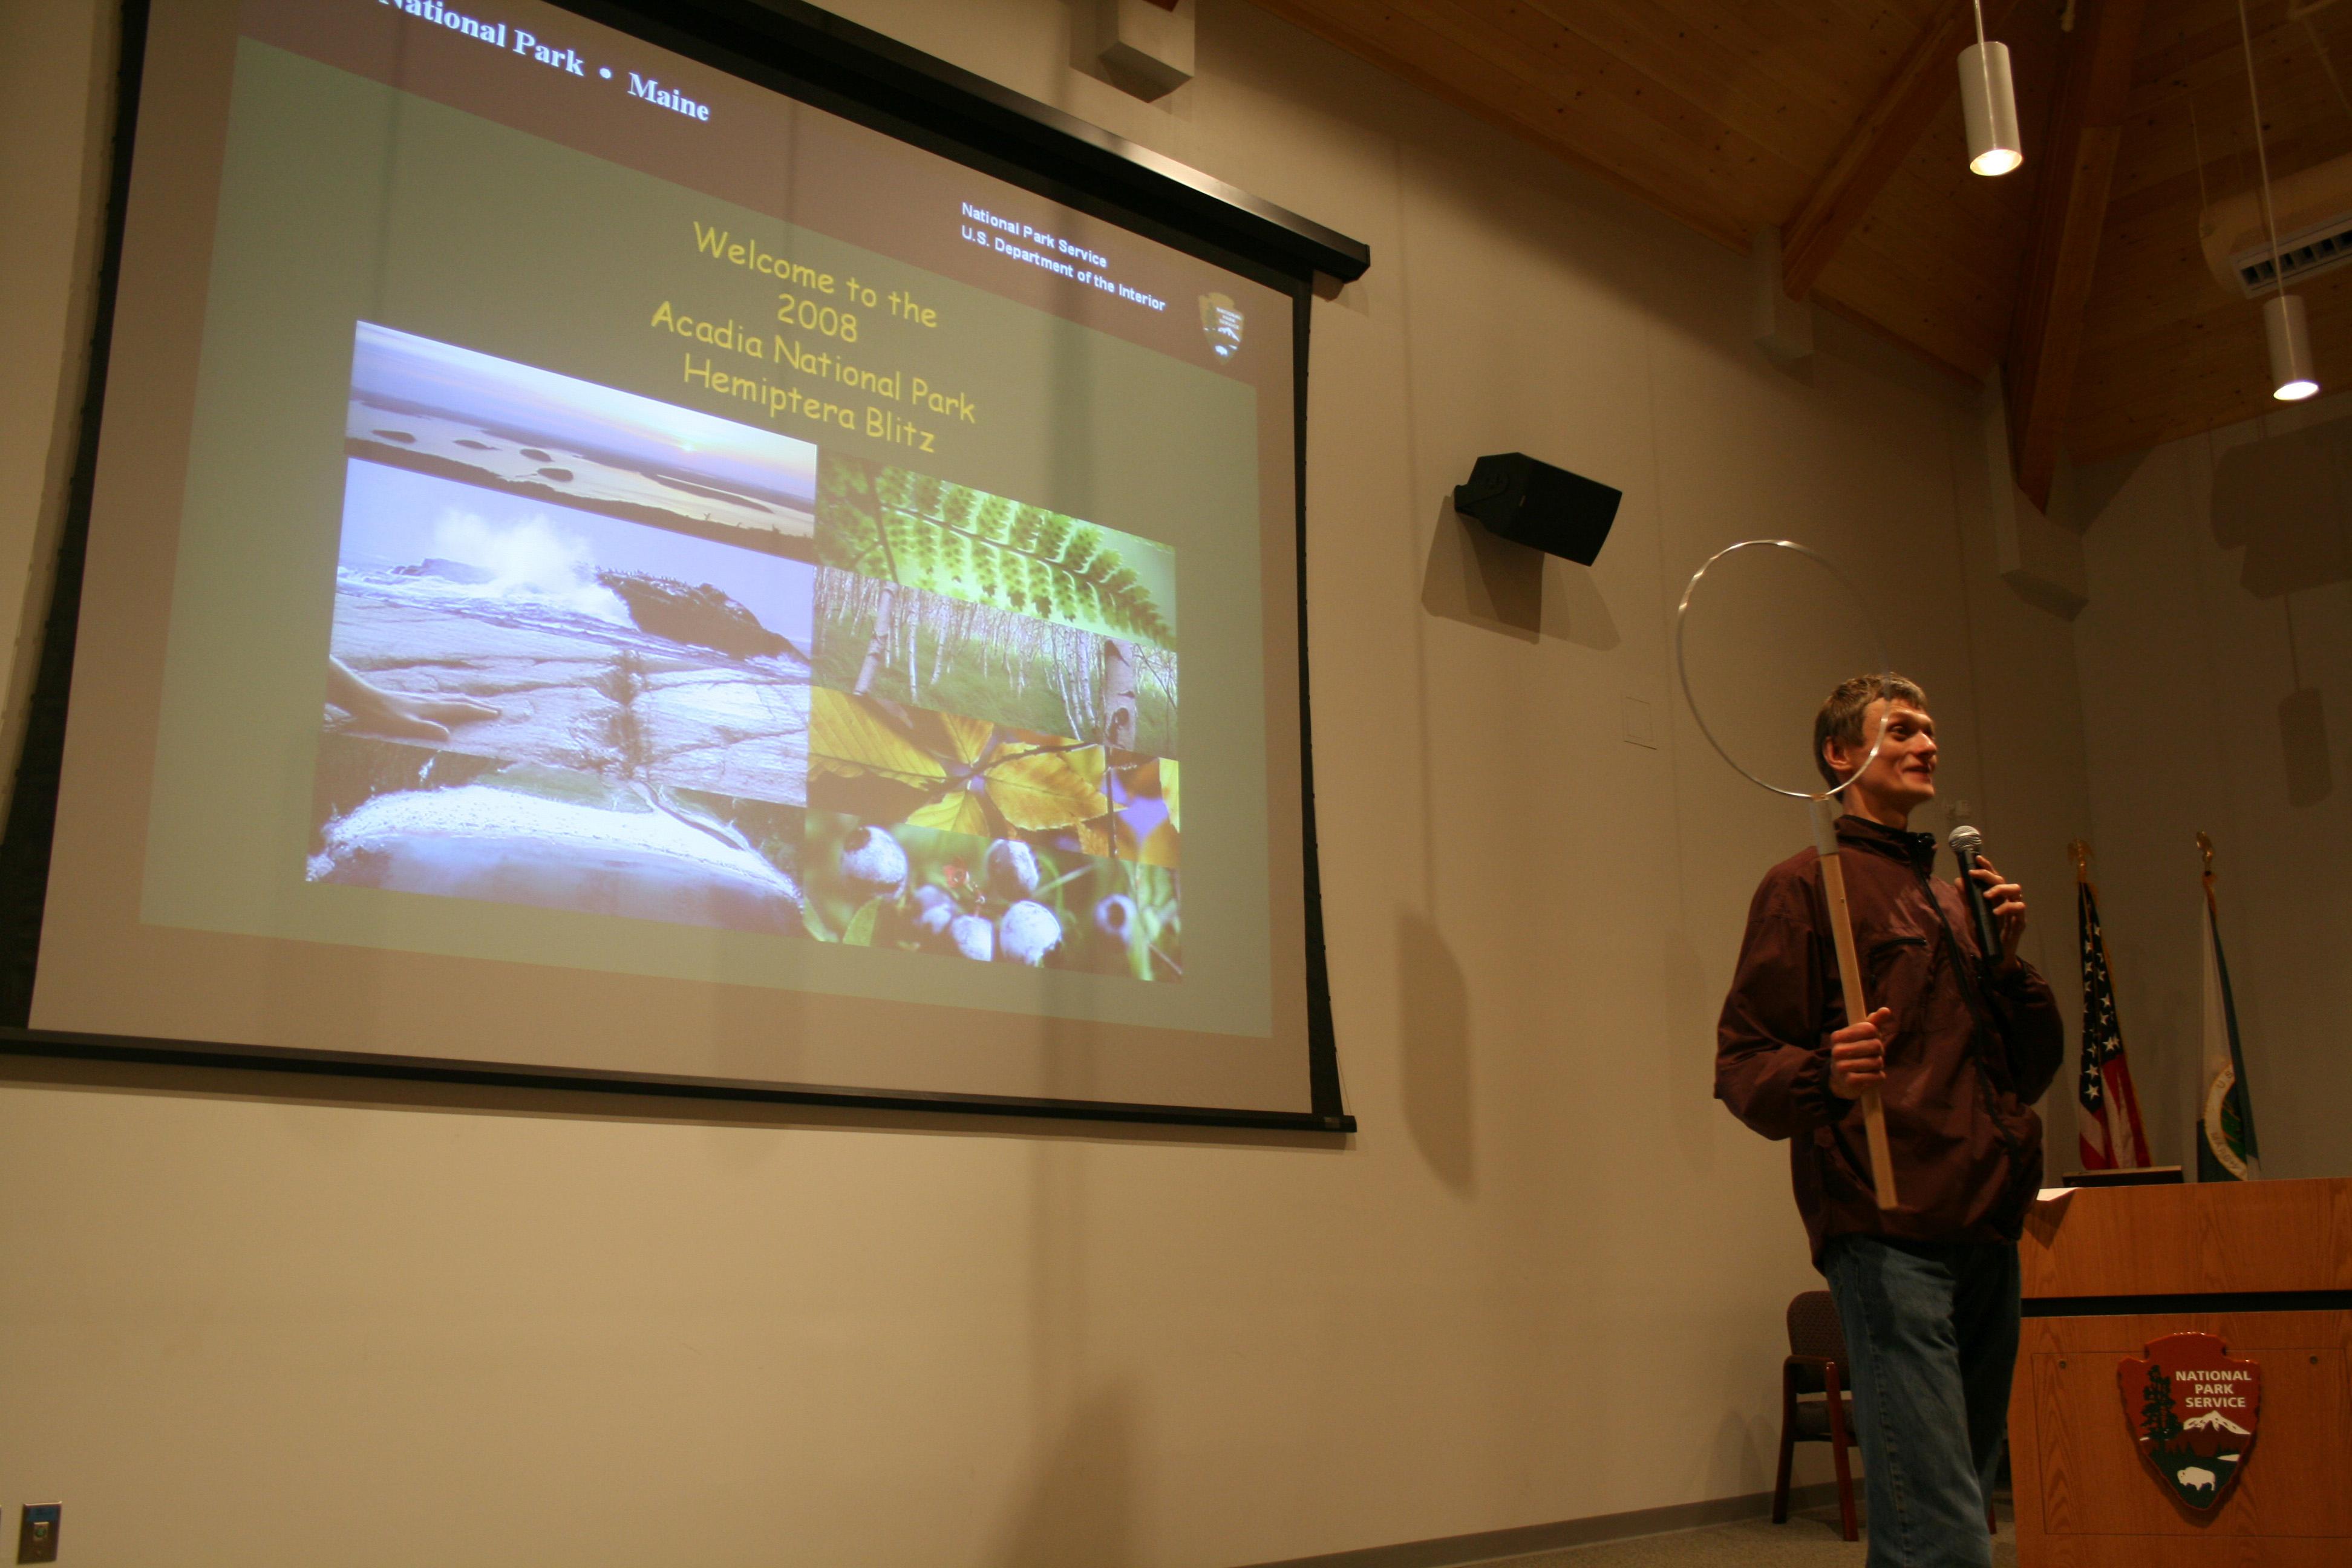 National Park • Maine
National Park Service
U.S. Department of the Interior
Welcome to the
2008
Acadia National Park
Hemiptera Blitz
NATIONAL
PARK
SERVICE